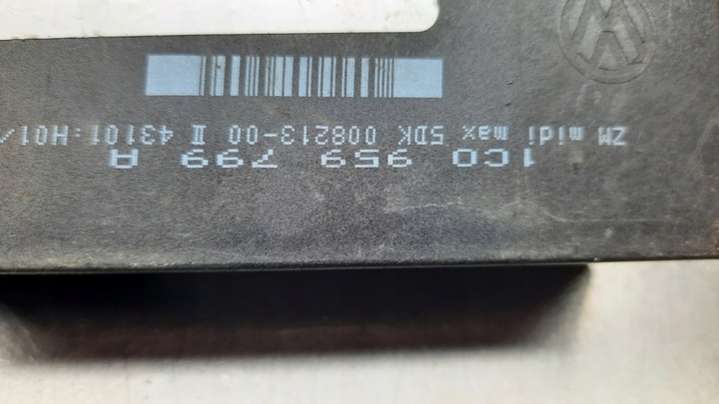 1C0 959 799 A
ZM midi max 5DK 008213-00 II 43101:H01/